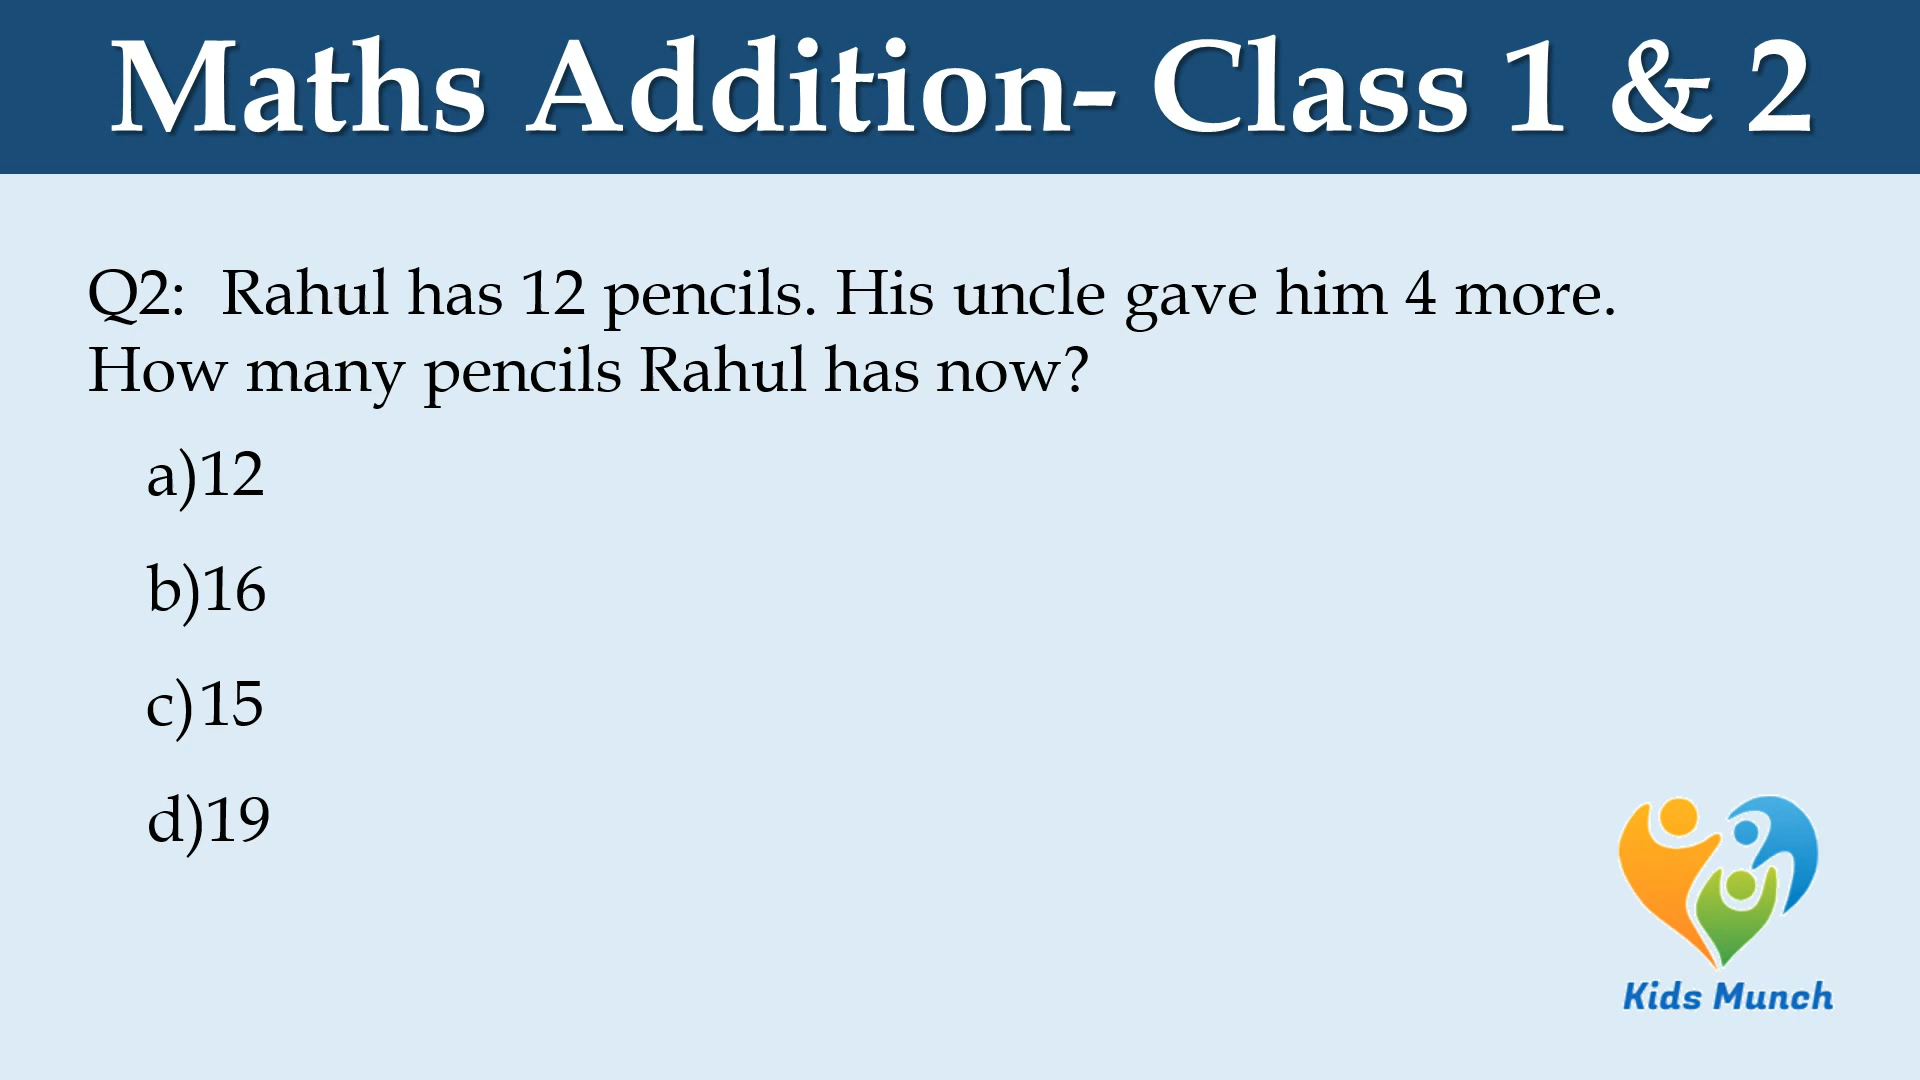 Maths Addition- Class 1 & 2
Q2:  Rahul has 12 pencils. His uncle gave him 4 more.
How many pencils Rahul has now?
a)12
b)16
c)15
d)19
Kids Munch